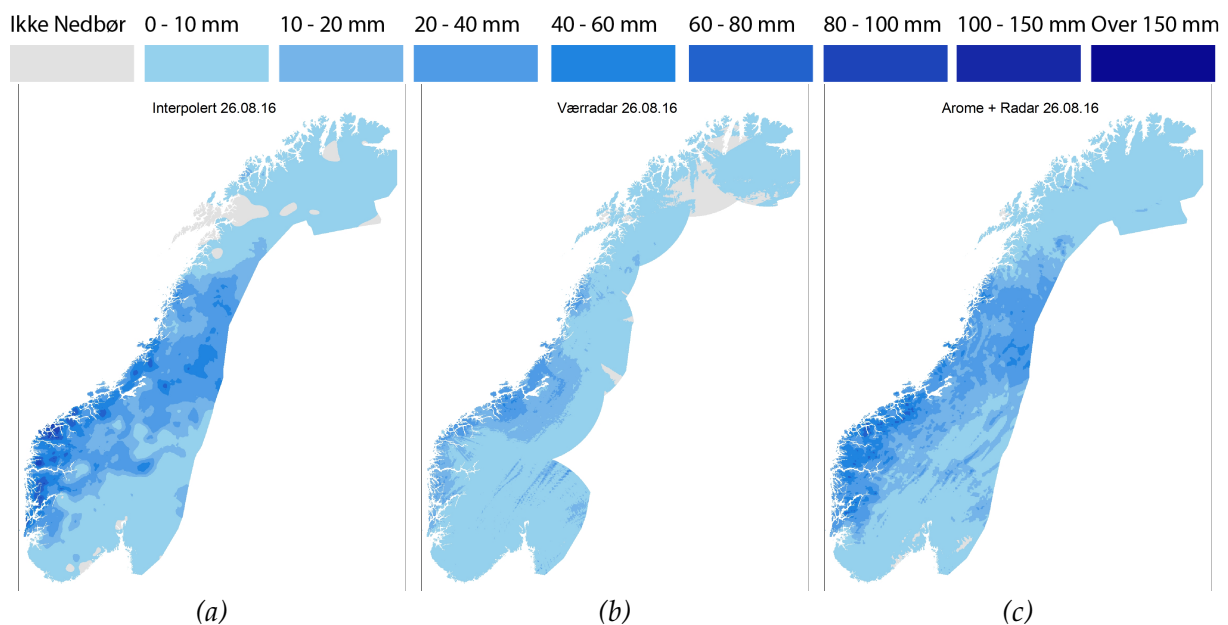 Ikke Nedbør 0 - 10 mm 10 - 20 mm 20 - 40 mm 40 - 60 mm 60 - 80 mm 80 - 100 mm 100 - 150 mm Over 150 mm
Interpolert 26.08.16 Værradar 26.08.16 Arome + Radar 26.08.16
(a) (b) (c)